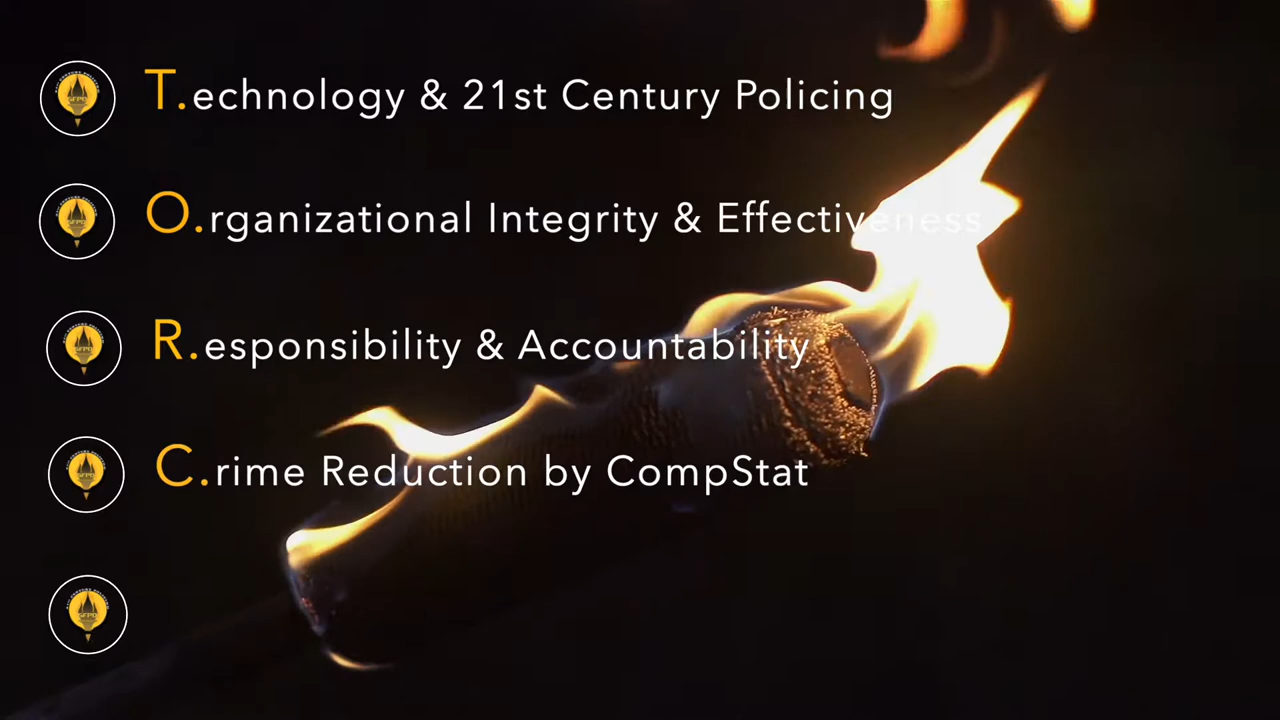 T.echnology & 21st Century Policing
O.rganizational Integrity & Effectiveness
R.esponsibility & Accountability
C.rime Reduction by CompStat